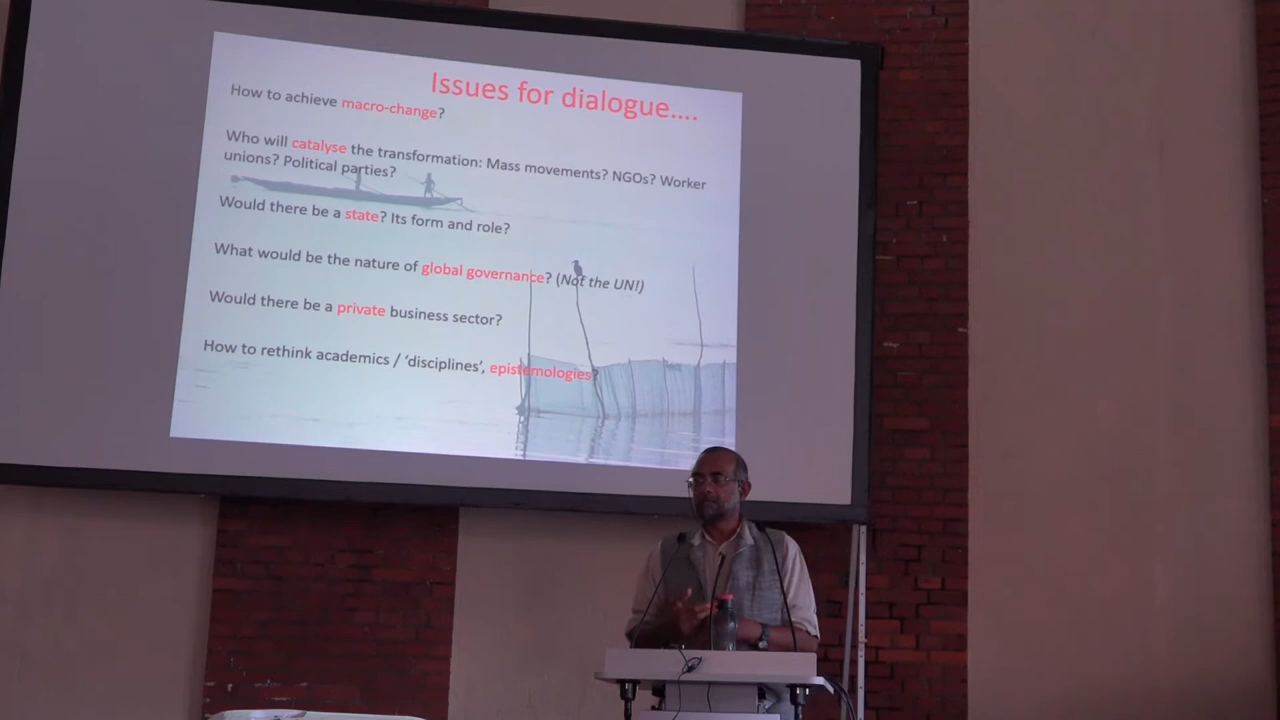 Issues for dialogue....
How to achieve macro-change?
Who will catalyse the transformation: Mass movements? NGOs? Worker
unions? Political parties?
Would there be a state? Its form and role?
What would be the nature of global governance? (Not the UN!)
Would there be a private business sector?
How to rethink academics / ‘disciplines’, epistemologies?